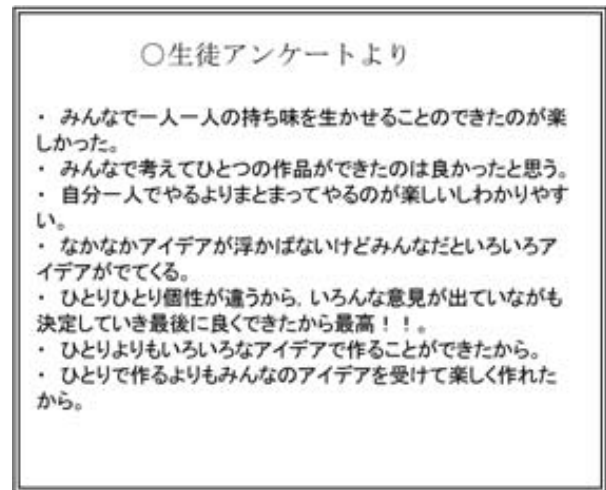 ○生徒アンケートより
・ みんなで一人一人の持ち味を生かせることのできたのが楽
しかった。
・ みんなで考えてひとつの作品ができたのは良かったと思う。
・ 自分一人でやるよりまとまってやるのが楽しいしわかりやす
い。
・ なかなかアイデアが浮かばないけどみんなだといろいろア
イデアがでてくる。
・ ひとりひとり個性が違うから, いろんな意見が出ていながも
決定していき最後に良くできたから最高！！。
・ ひとりよりもいろいろなアイデアで作ることができたから。
・ ひとりで作るよりもみんなのアイデアを受けて楽しく作れた
から。